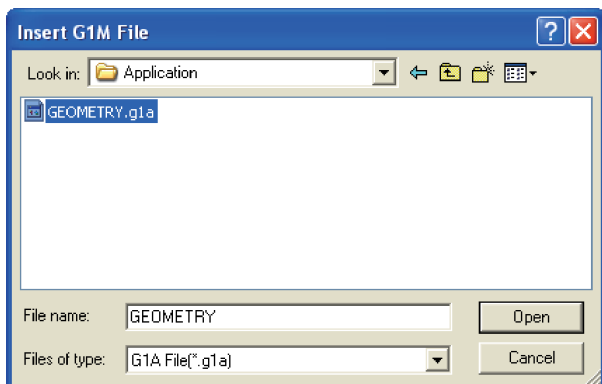 Insert G1M File
Look in: Application
GEOMETRY.g1a
File name: GEOMETRY Open
Files of type: G1A File(*.g1a) Cancel